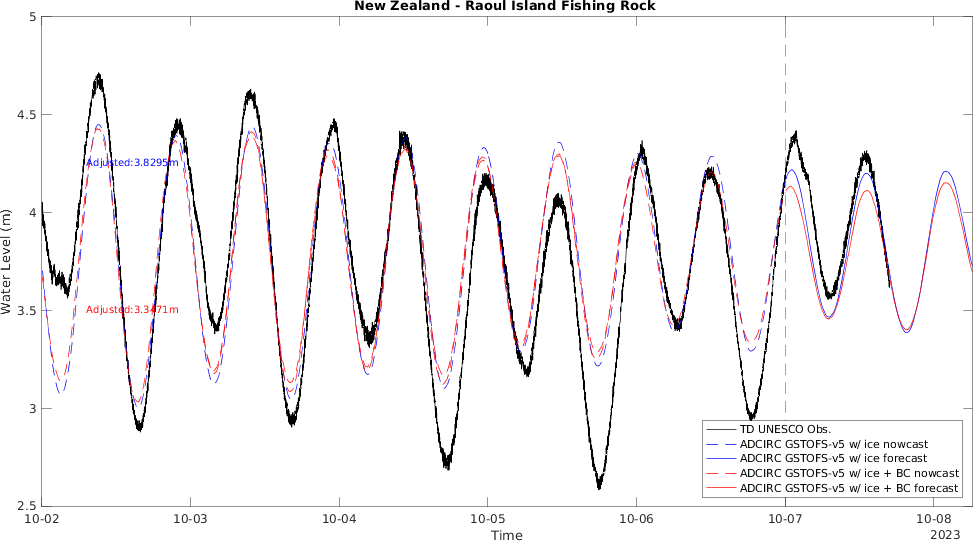 New Zealand - Raoul Island Fishing Rock
5
4.5
4
3.5
3
2.5
Water Level (m)
Adjusted:3.8295m
Adjusted:3.3471m
TD UNESCO Obs.
ADCIRC GSTOFS-v5 w/ ice nowcast
ADCIRC GSTOFS-v5 w/ ice forecast
ADCIRC GSTOFS-v5 w/ ice + BC nowcast
ADCIRC GSTOFS-v5 w/ ice + BC forecast
10-02 10-03 10-04 10-05 10-06 10-07 10-08
Time
2023